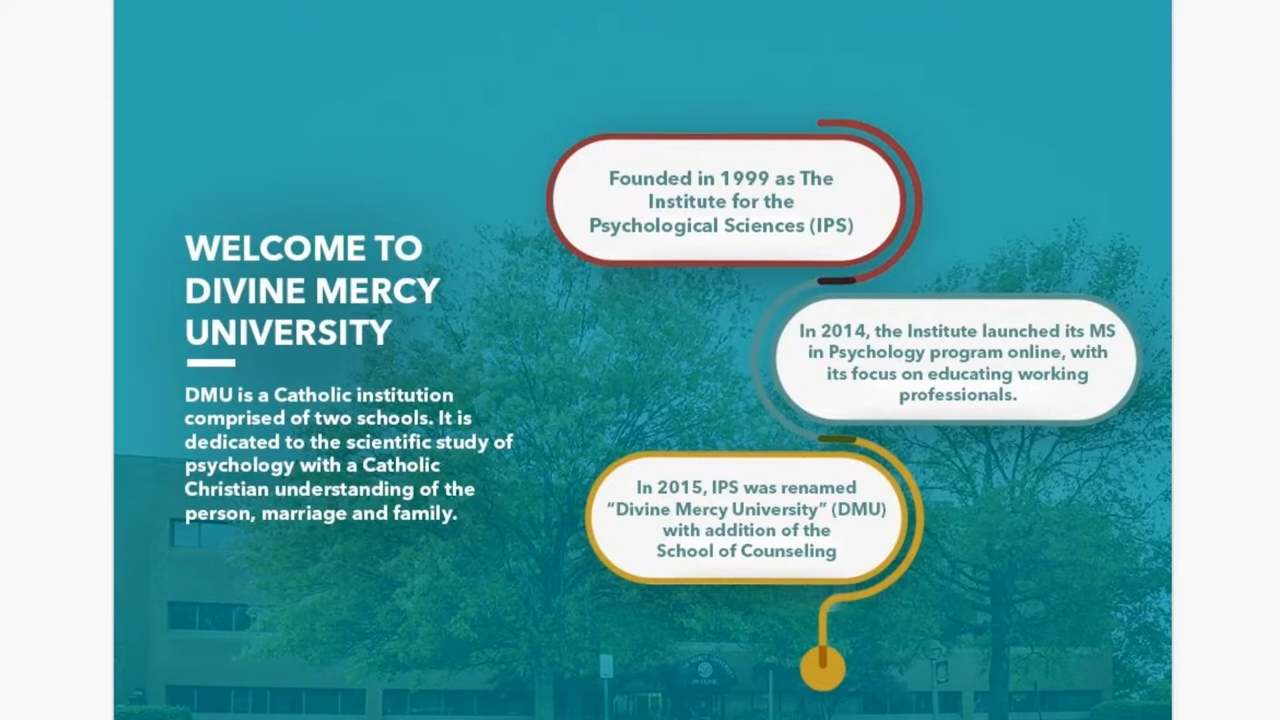 WELCOME TO
DIVINE MERCY
UNIVERSITY
DMU is a Catholic institution
comprised of two schools. It is
dedicated to the scientific study of
psychology with a Catholic
Christian understanding of the
person, marriage and family.
Founded in 1999 as The
Institute for the
Psychological Sciences (IPS)
In 2014, the Institute launched its MS
in Psychology program online, with
its focus on educating working
professionals.
In 2015, IPS was renamed
“Divine Mercy University” (DMU)
with addition of the
School of Counseling